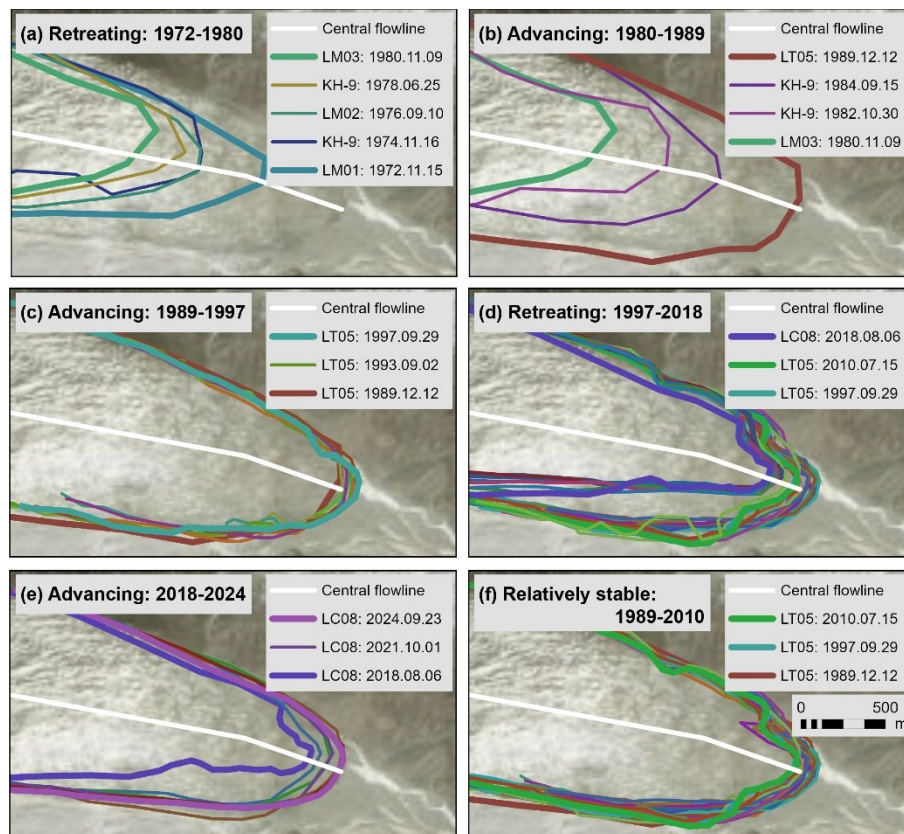 (a) Retreating: 1972-1980
Central flowline
LM03: 1980.11.09
KH-9: 1978.06.25
LM02: 1976.09.10
KH-9: 1974.11.16
LM01: 1972.11.15
(b) Advancing: 1980-1989
Central flowline
LT05: 1989.12.12
KH-9: 1984.09.15
KH-9: 1982.10.30
LM03: 1980.11.09
(c) Advancing: 1989-1997
Central flowline
LT05: 1997.09.29
LT05: 1993.09.02
LT05: 1989.12.12
(d) Retreating: 1997-2018
Central flowline
LC08: 2018.08.06
LT05: 2010.07.15
LT05: 1997.09.29
(e) Advancing: 2018-2024
Central flowline
LC08: 2024.09.23
LC08: 2021.10.01
LC08: 2018.08.06
(f) Relatively stable:
1989-2010
Central flowline
LT05: 2010.07.15
LT05: 1997.09.29
LT05: 1989.12.12
0 500
m